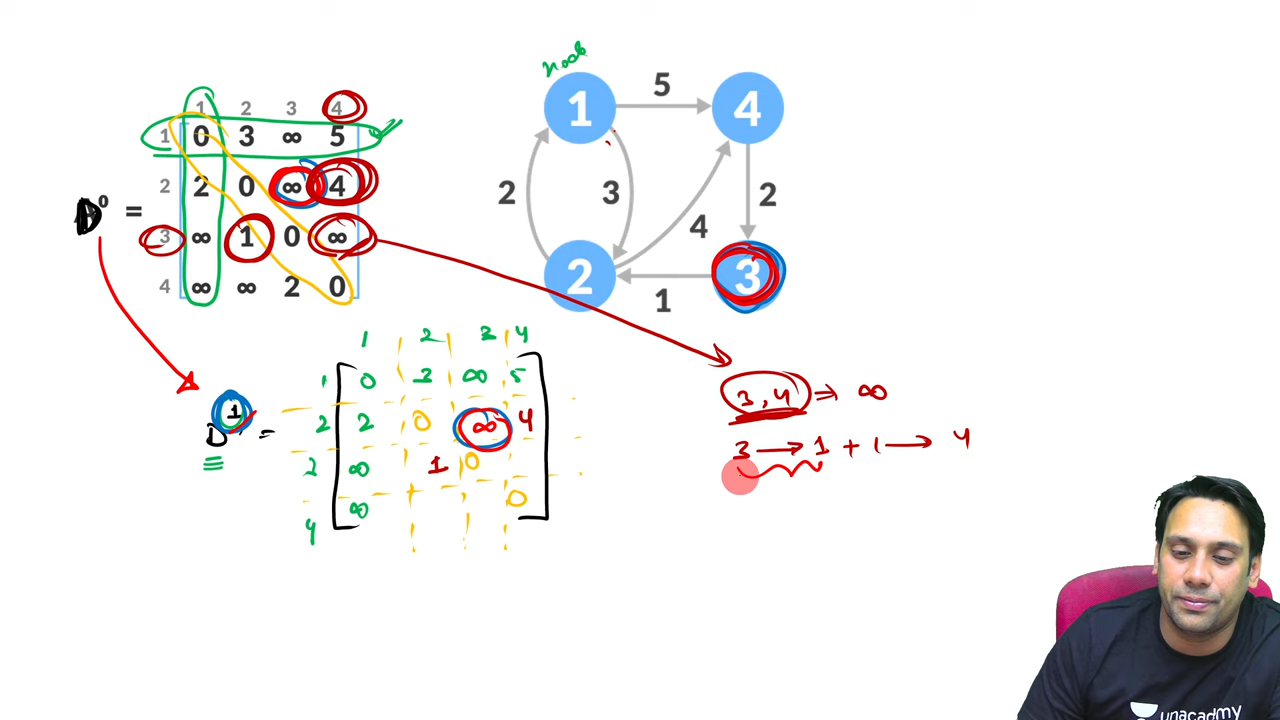 node
1 2 3 4
1 0 3 ∞ 5
2 2 0 ∞ 4
D⁰ =
3 ∞ 1 0 ∞
4 ∞ ∞ 2 0
1 5 4
2 3 4 2
2 1 3
1 2 3 4
1 0 3 ∞ 5
2 2 0 ∞ 4
D¹ =
2 ∞ 1 0
4 ∞ 0
3, 4 ⇒ ∞
3 → 1 + 1 → 4
unacademy